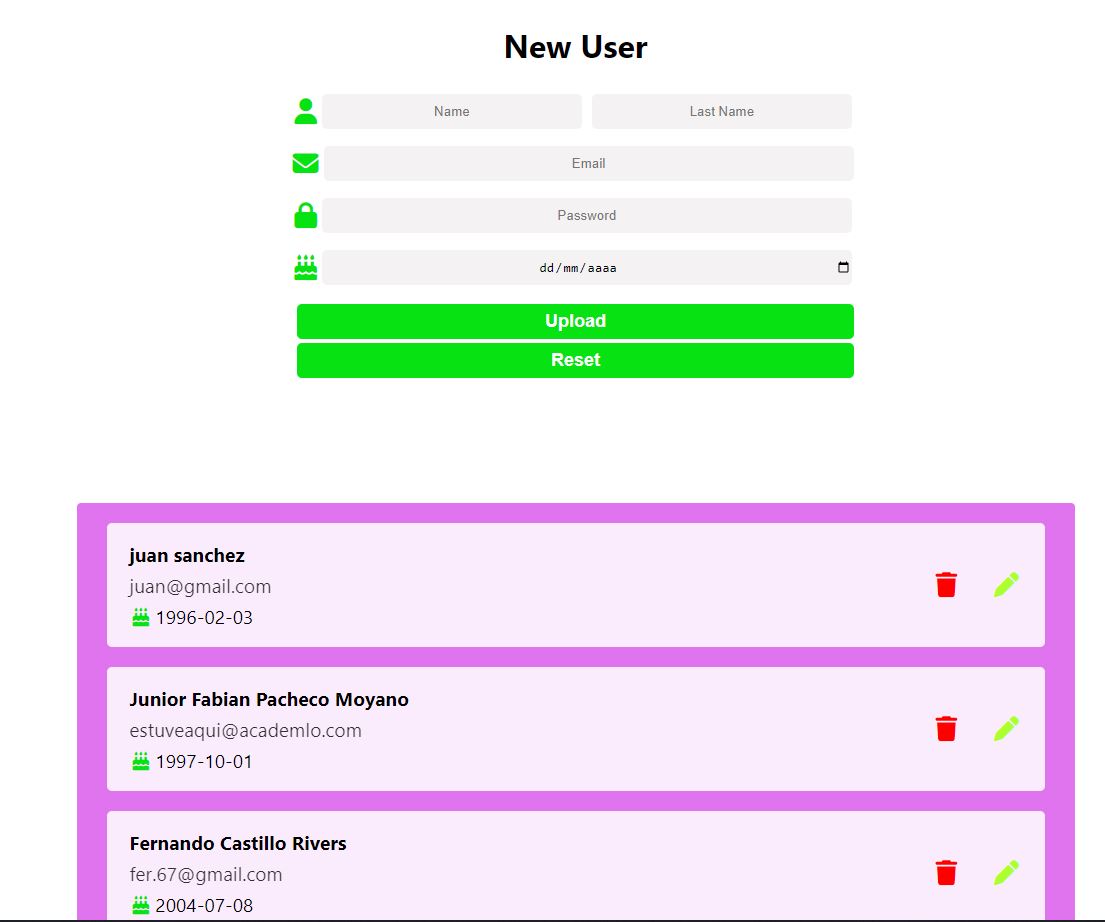 New User
Name Last Name
Email
Password
dd/mm/aaaa
Upload
Reset
juan sanchez
juan@gmail.com
1996-02-03
Junior Fabian Pacheco Moyano
estuveaqui@academlo.com
1997-10-01
Fernando Castillo Rivers
fer.67@gmail.com
2004-07-08